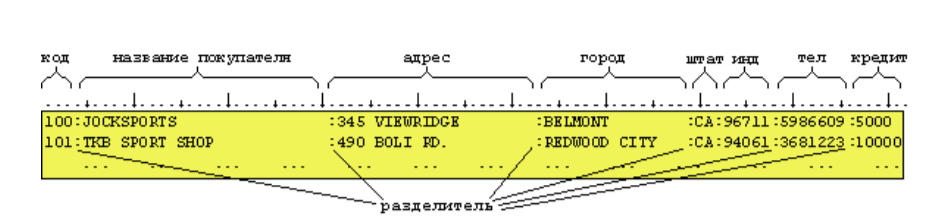 код название покупателя адрес город штат инд тел кредит
100:JOCKSPORTS :345 VIEWRIDGE :BELMONT :CA:96711:5986609:5000
101:TKB SPORT SHOP :490 BOLI RD. :REDWOOD CITY :CA:94061:3681223:10000
... ... ... ... ... ... ... ...
разделитель